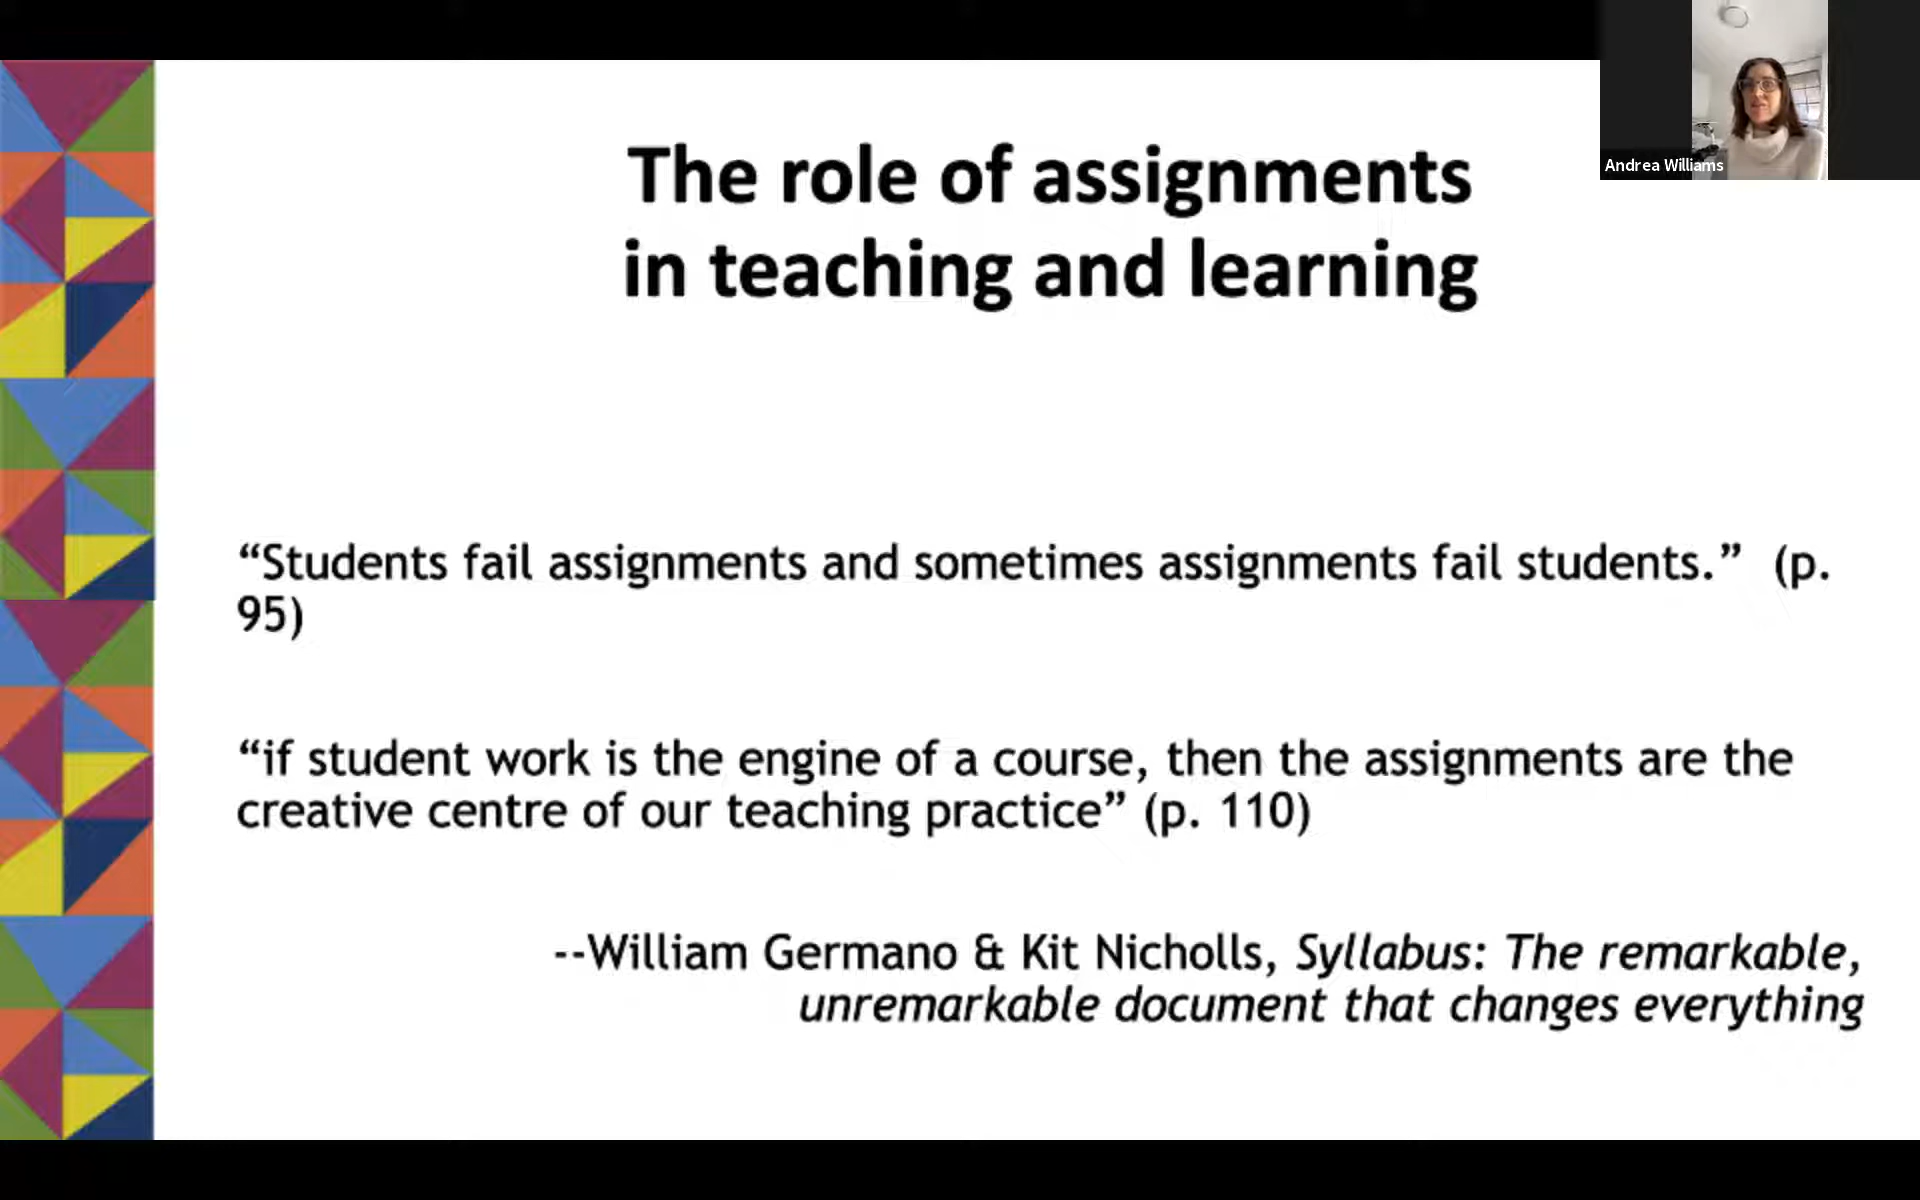 The role of assignments
in teaching and learning
Andrea Williams
“Students fail assignments and sometimes assignments fail students.”  (p.
95)
“if student work is the engine of a course, then the assignments are the
creative centre of our teaching practice” (p. 110)
--William Germano & Kit Nicholls, Syllabus: The remarkable,
unremarkable document that changes everything